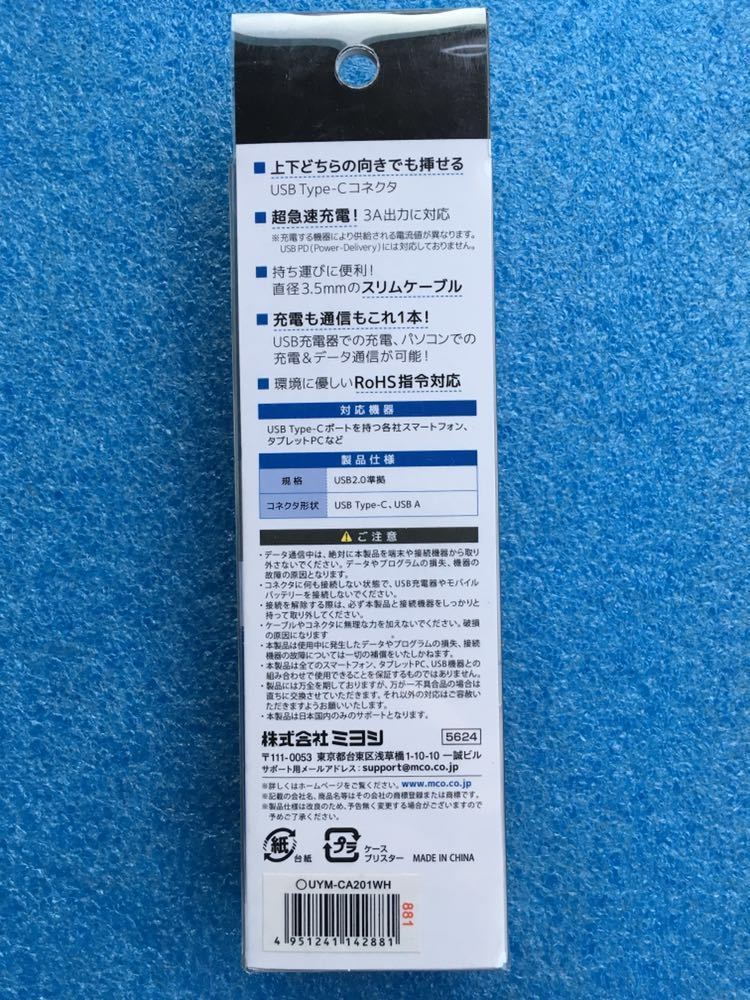 ■ 上下どちらの向きでも挿せる
USB Type-Cコネクタ
■ 超急速充電! 3A出力に対応
※充電する機器により供給される電流値が異なります。
USB PD(Power-Delivery)には対応しておりません。
■ 持ち運びに便利!
直径3.5mmのスリムケーブル
■ 充電も通信もこれ1本!
USB充電器での充電、パソコンでの
充電&データ通信が可能!
■ 環境に優しいRoHS指令対応
対応機器
USB Type-Cポートを持つ各社スマートフォン、
タブレットPCなど
製品仕様
規格 USB2.0準拠
コネクタ形状 USB Type-C、USB A
ご注意
・データ通信中は、絶対に本製品を端末や接続機器から取り
外さないでください。データやプログラムの損失、機器の
故障の原因となります。
・コネクタに何も接続しない状態で、USB充電器やモバイル
バッテリーを接続しないでください。
・接続を解除する際は、必ず本製品と接続機器をしっかりと
持って取り外してください。
・ケーブルやコネクタに無理な力を加えないでください。破損
の原因になります
・本製品は使用中に発生したデータやプログラムの損失、接続
機器の故障については一切の補償をいたしかねます。
・本製品は全てのスマートフォン、タブレットPC、USB機器との
組み合わせで使用できることを保証するものではありません。
・製品には万全を期しておりますが、万が一不具合品の場合は
直ちに交換させていただきます。それ以外の対応はご容赦い
ただきますようお願いいたします。
・本製品は日本国内のみのサポートとなります。
株式会社ミヨシ 5624
〒111-0053 東京都台東区浅草橋1-10-10 一誠ビル
サポート用メールアドレス:support@mco.co.jp
※詳しくはホームページをご覧ください。www.mco.co.jp
※記載の会社名、商品名等はその会社の商標登録または商標です。
※製品仕様は改良のため、予告無く変更する場合がございますので
予めご了承ください。
紙 台紙 プラ ケース
ブリスター MADE IN CHINA
○UYM-CA201WH
881
4 951241 142881